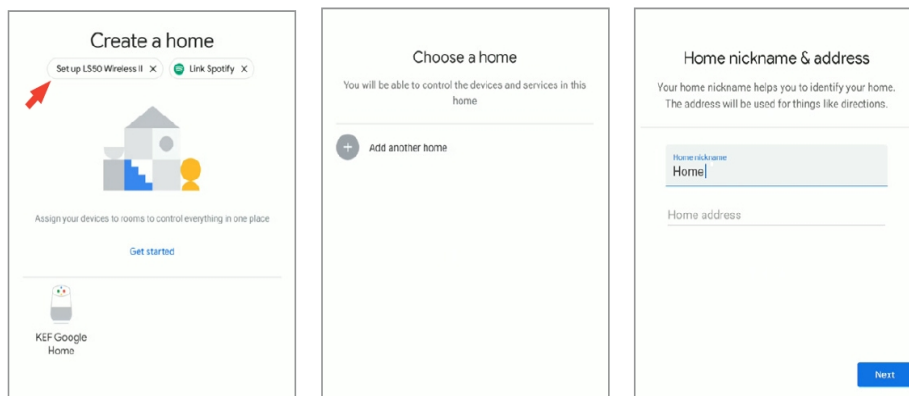 Create a home
Set up LS50 Wireless II X
Link Spotify X
Assign your devices to rooms to control everything in one place
Get started
KEF Google
Home
Choose a home
You will be able to control the devices and services in this
home
Add another home
Home nickname & address
Your home nickname helps you to identify your home.
The address will be used for things like directions.
Home nickname
Home
Home address
Next